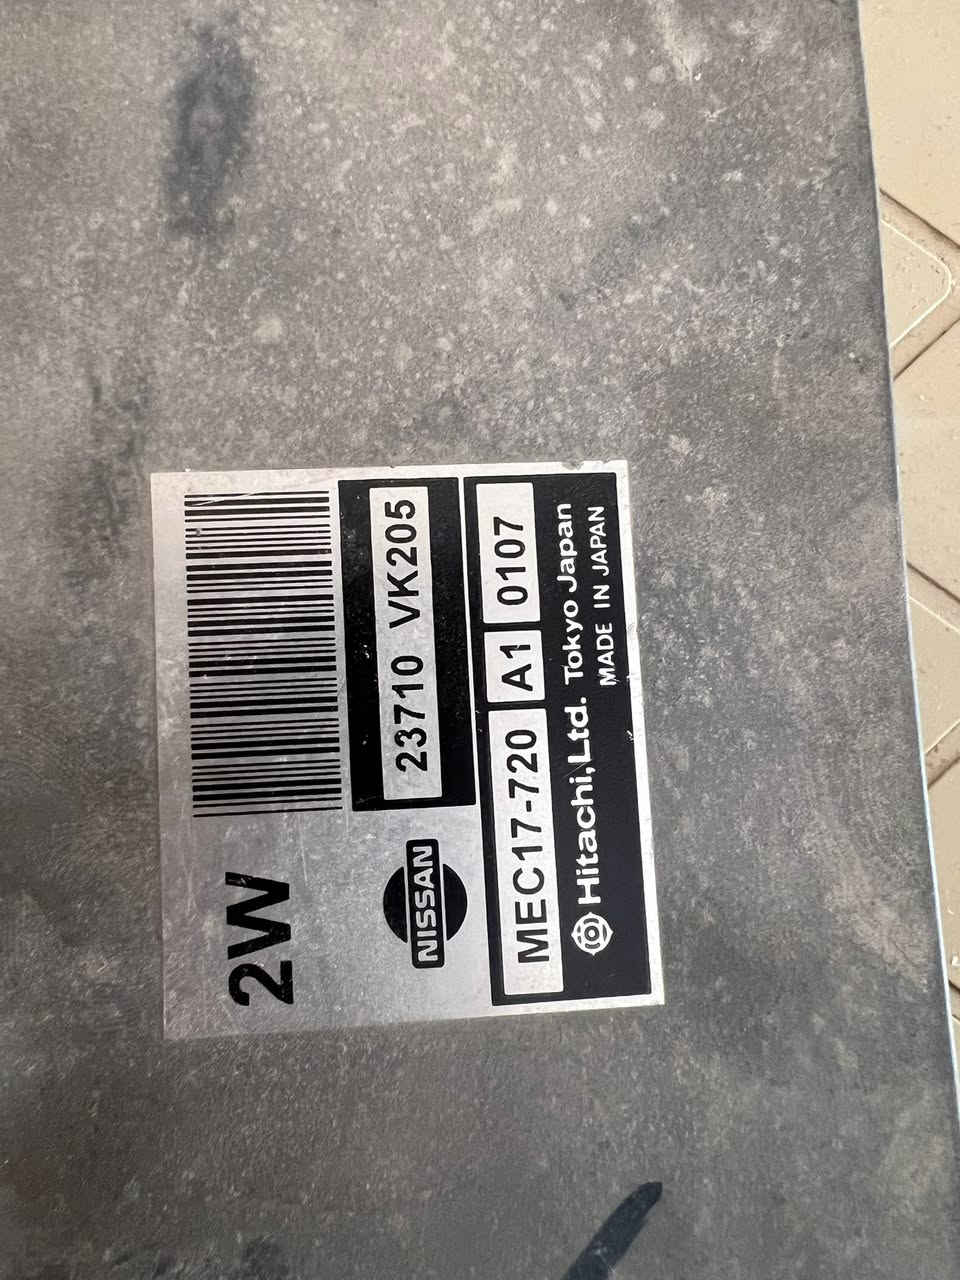 2W
NISSAN
23710 VK205
MEC17-720 A1 0107
Hitachi,Ltd. Tokyo Japan
MADE IN JAPAN